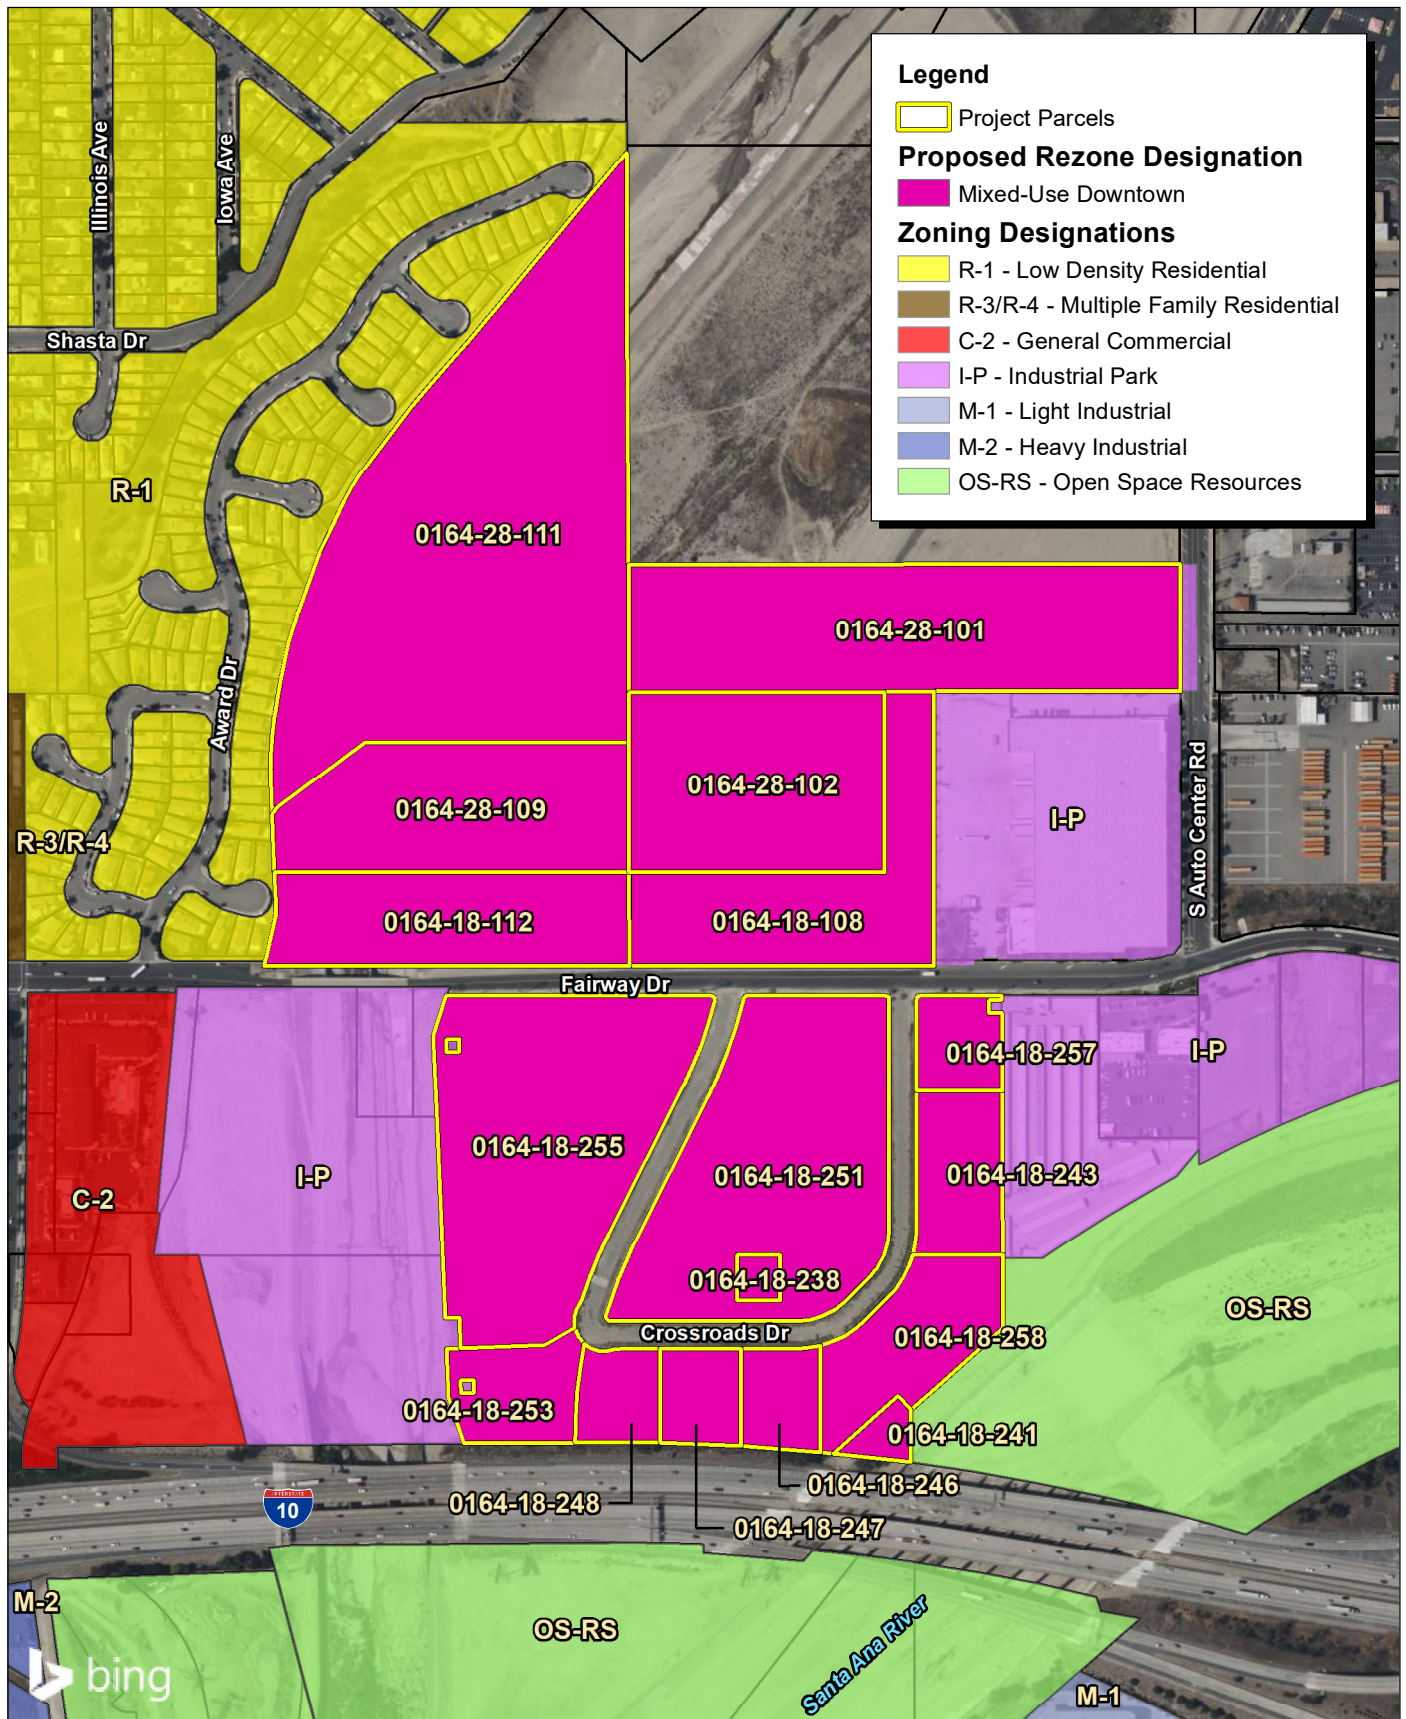 Legend
Project Parcels
Proposed Rezone Designation
Mixed-Use Downtown
Zoning Designations
R-1 - Low Density Residential
R-3/R-4 - Multiple Family Residential
C-2 - General Commercial
I-P - Industrial Park
M-1 - Light Industrial
M-2 - Heavy Industrial
OS-RS - Open Space Resources
Illinois Ave
Iowa Ave
Shasta Dr
R-1
0164-28-111
0164-28-101
Award Dr
0164-28-102
0164-28-109
I-P
S Auto Center Rd
R-3/R-4
0164-18-112
0164-18-108
Fairway Dr
0164-18-257
I-P
0164-18-255
0164-18-251
0164-18-243
I-P
C-2
0164-18-238
OS-RS
Crossroads Dr
0164-18-258
0164-18-253
0164-18-241
0164-18-246
0164-18-248
INTERSTATE
10
0164-18-247
M-2
OS-RS
Santa Ana River
bing
M-1